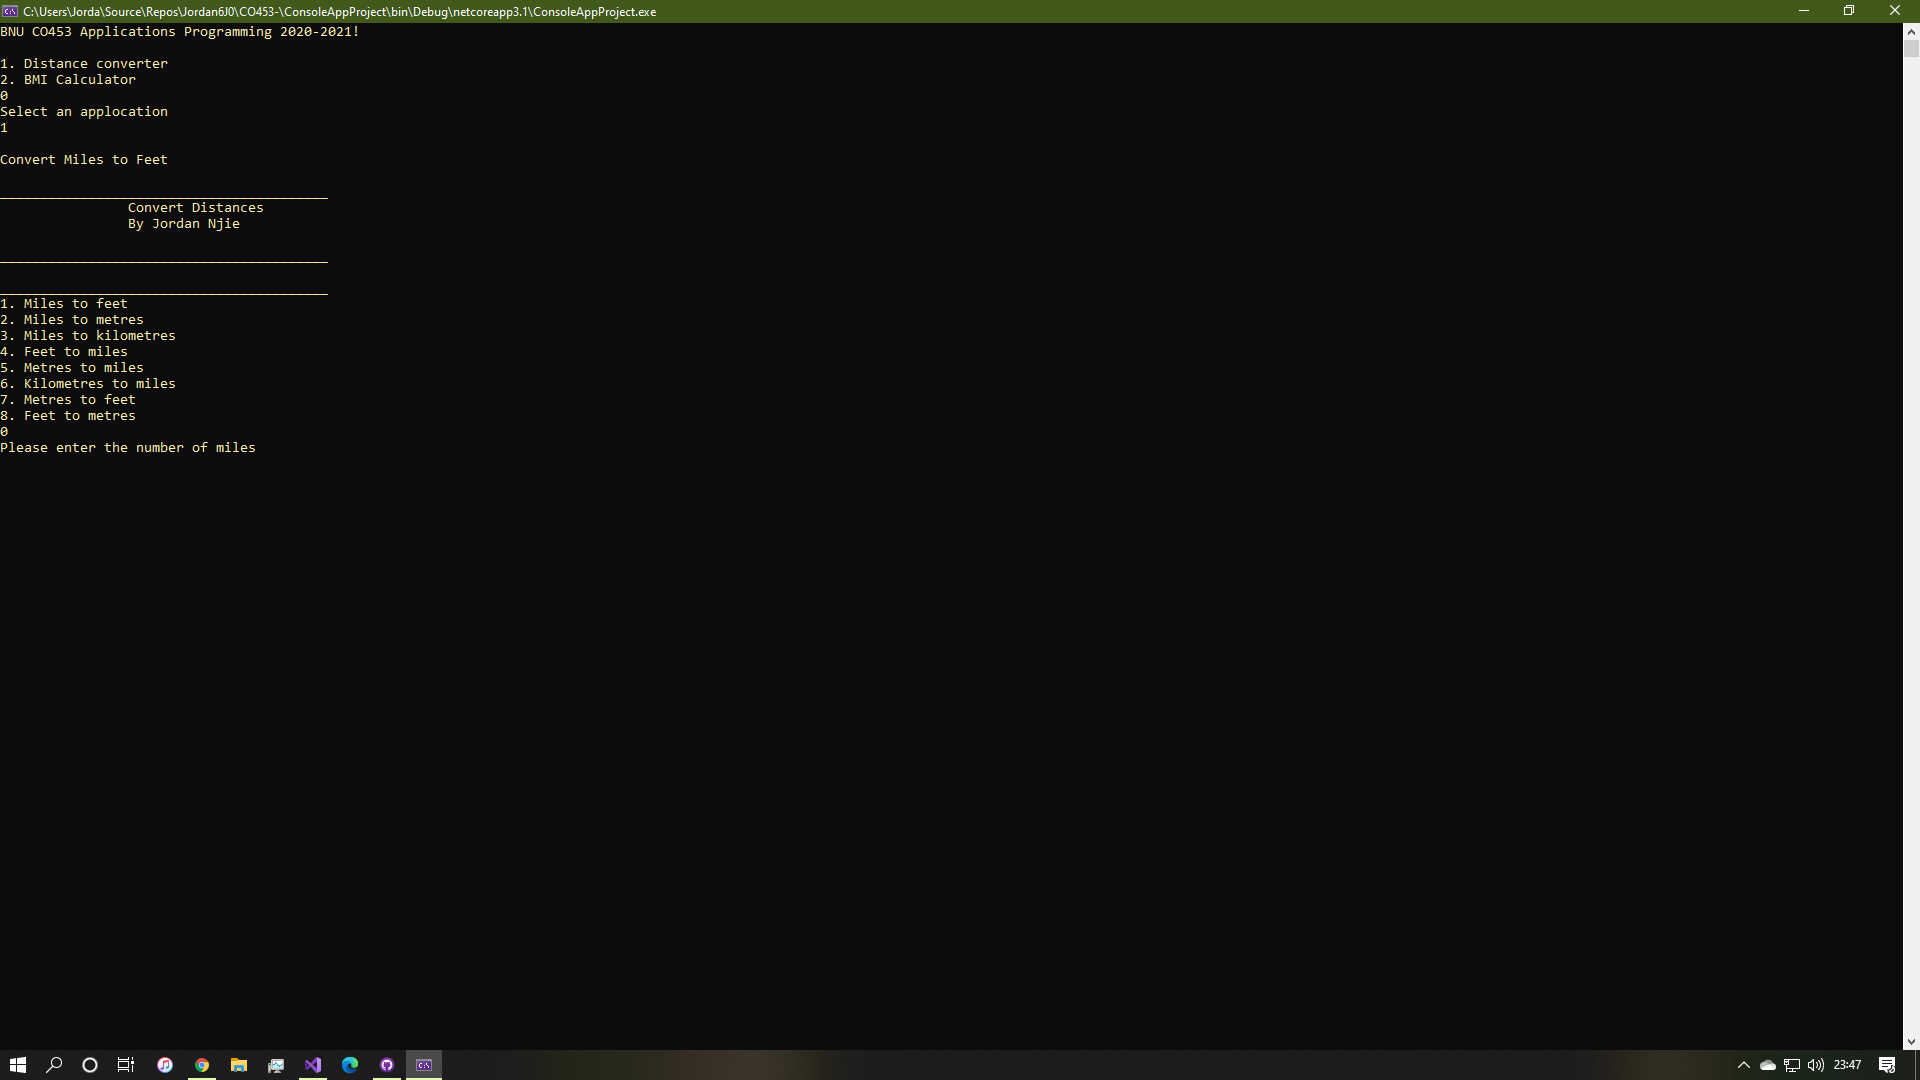 C:\Users\Jorda\Source\Repos\Jordan6J0\CO453-\ConsoleAppProject\bin\Debug\netcoreapp3.1\ConsoleAppProject.exe
BNU CO453 Applications Programming 2020-2021!
1. Distance converter
2. BMI Calculator
0
Select an applocation
1
Convert Miles to Feet
_________________________________________
Convert Distances
By Jordan Njie
_________________________________________
_________________________________________
1. Miles to feet
2. Miles to metres
3. Miles to kilometres
4. Feet to miles
5. Metres to miles
6. Kilometres to miles
7. Metres to feet
8. Feet to metres
0
Please enter the number of miles
23:47